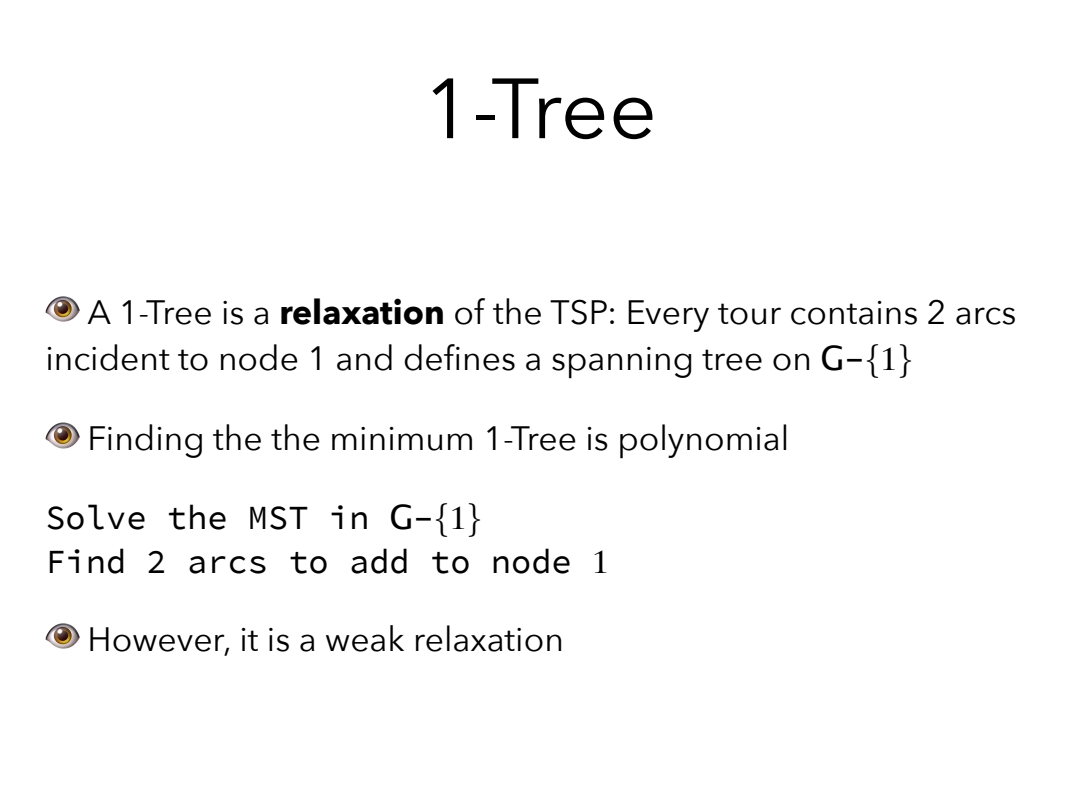 1-Tree
👁 A 1-Tree is a relaxation of the TSP: Every tour contains 2 arcs
incident to node 1 and defines a spanning tree on G−{1}
👁 Finding the the minimum 1-Tree is polynomial
Solve the MST in G−{1}
Find 2 arcs to add to node 1
👁 However, it is a weak relaxation